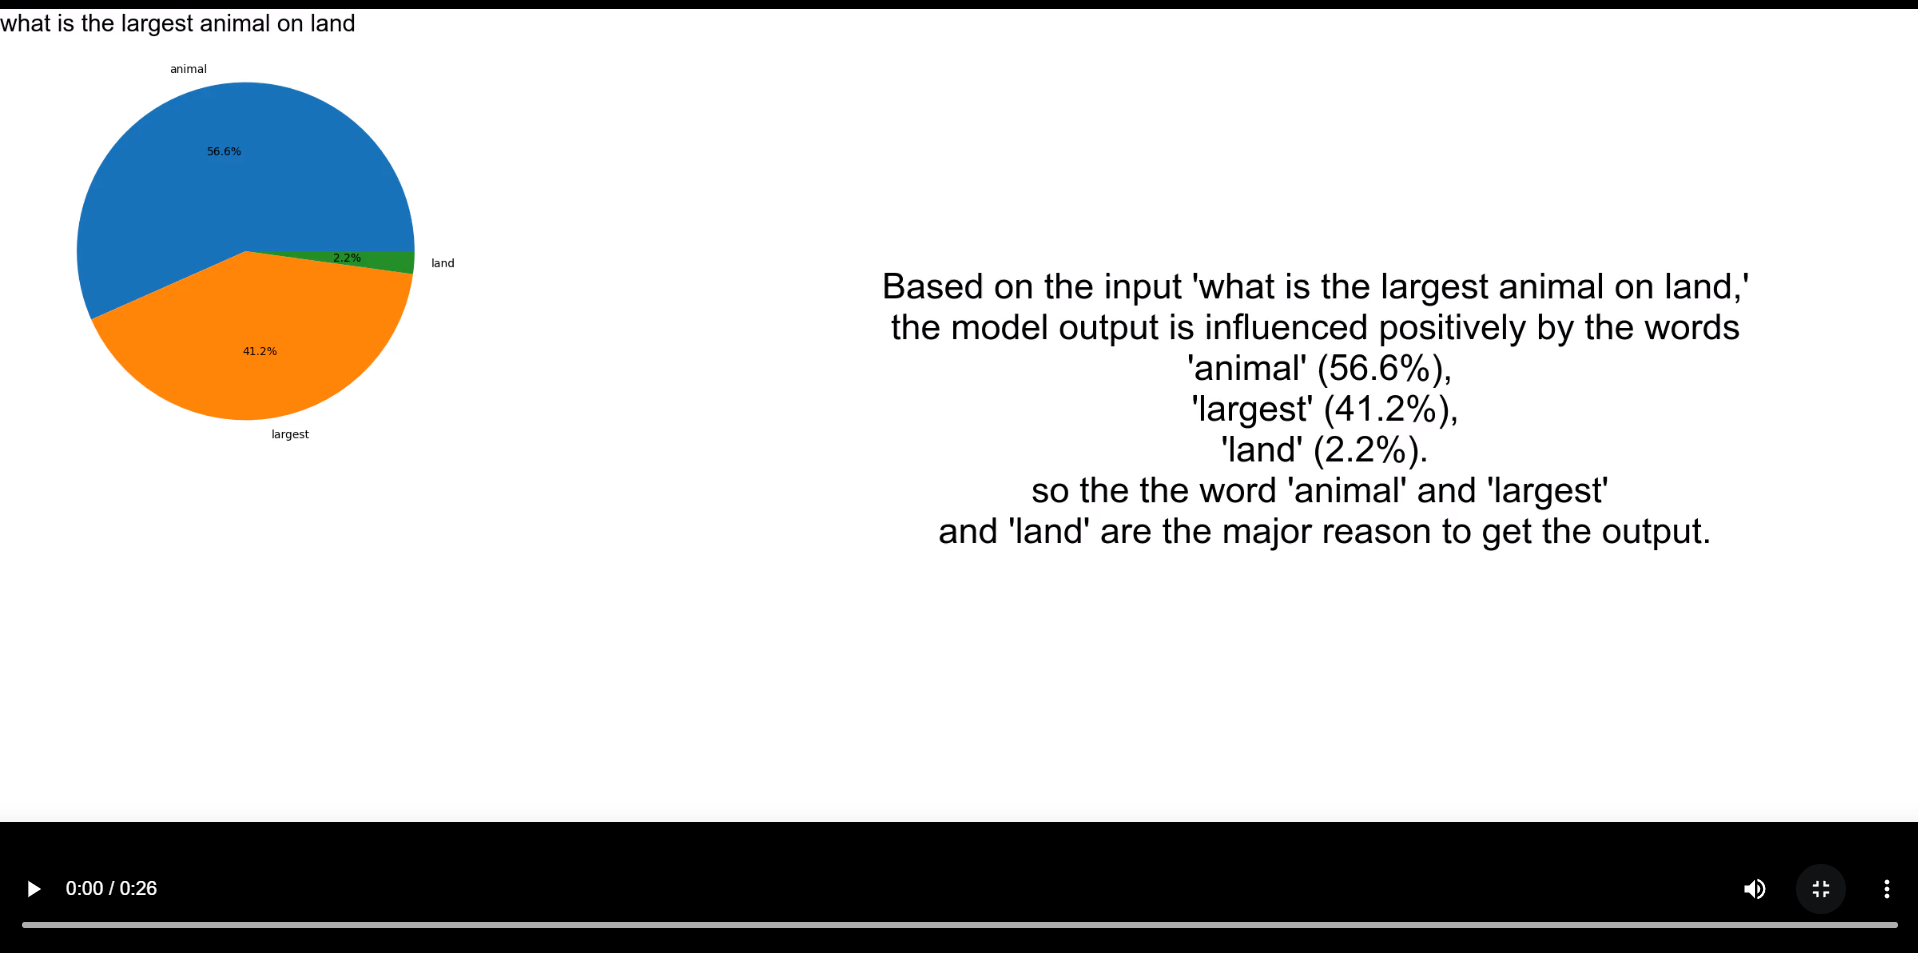 what is the largest animal on land
animal
56.6%
2.2%
land
41.2%
largest
Based on the input 'what is the largest animal on land,'
the model output is influenced positively by the words
'animal' (56.6%),
'largest' (41.2%),
'land' (2.2%).
so the the word 'animal' and 'largest'
and 'land' are the major reason to get the output.
0:00 / 0:26